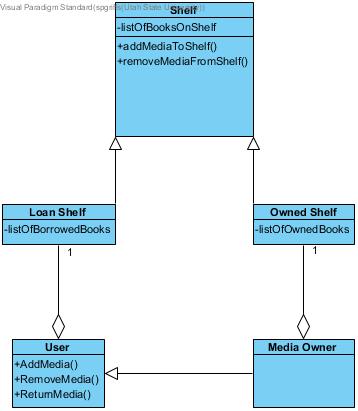 Visual Paradigm Standard(spgriffis(Utah State University))
Shelf
-listOfBooksOnShelf
+addMediaToShelf()
+removeMediaFromShelf()
Loan Shelf
-listOfBorrowedBooks
Owned Shelf
-listOfOwnedBooks
1
1
User
+AddMedia()
+RemoveMedia()
+ReturnMedia()
Media Owner